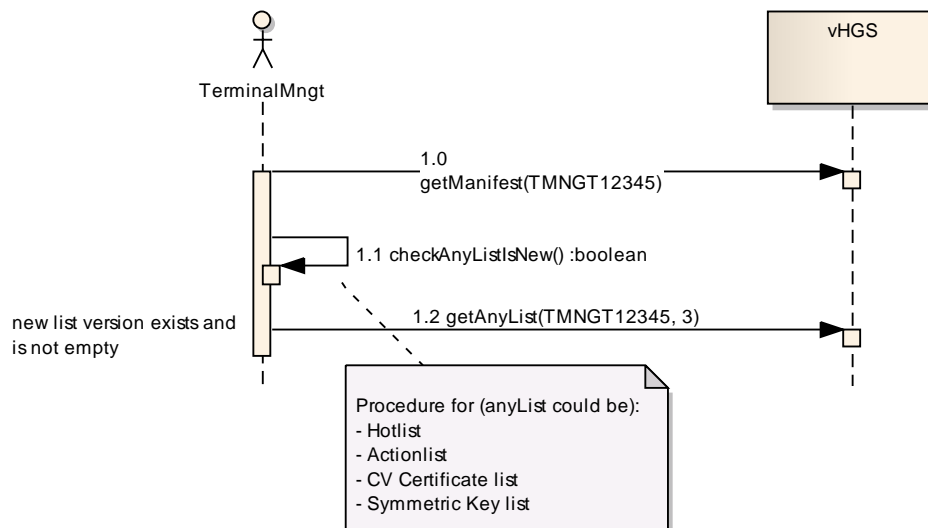 vHGS
TerminalMngt
1.0
getManifest(TMNGT12345)
1.1 checkAnyListIsNew() :boolean
1.2 getAnyList(TMNGT12345, 3)
new list version exists and
is not empty
Procedure for (anyList could be):
- Hotlist
- Actionlist
- CV Certificate list
- Symmetric Key list